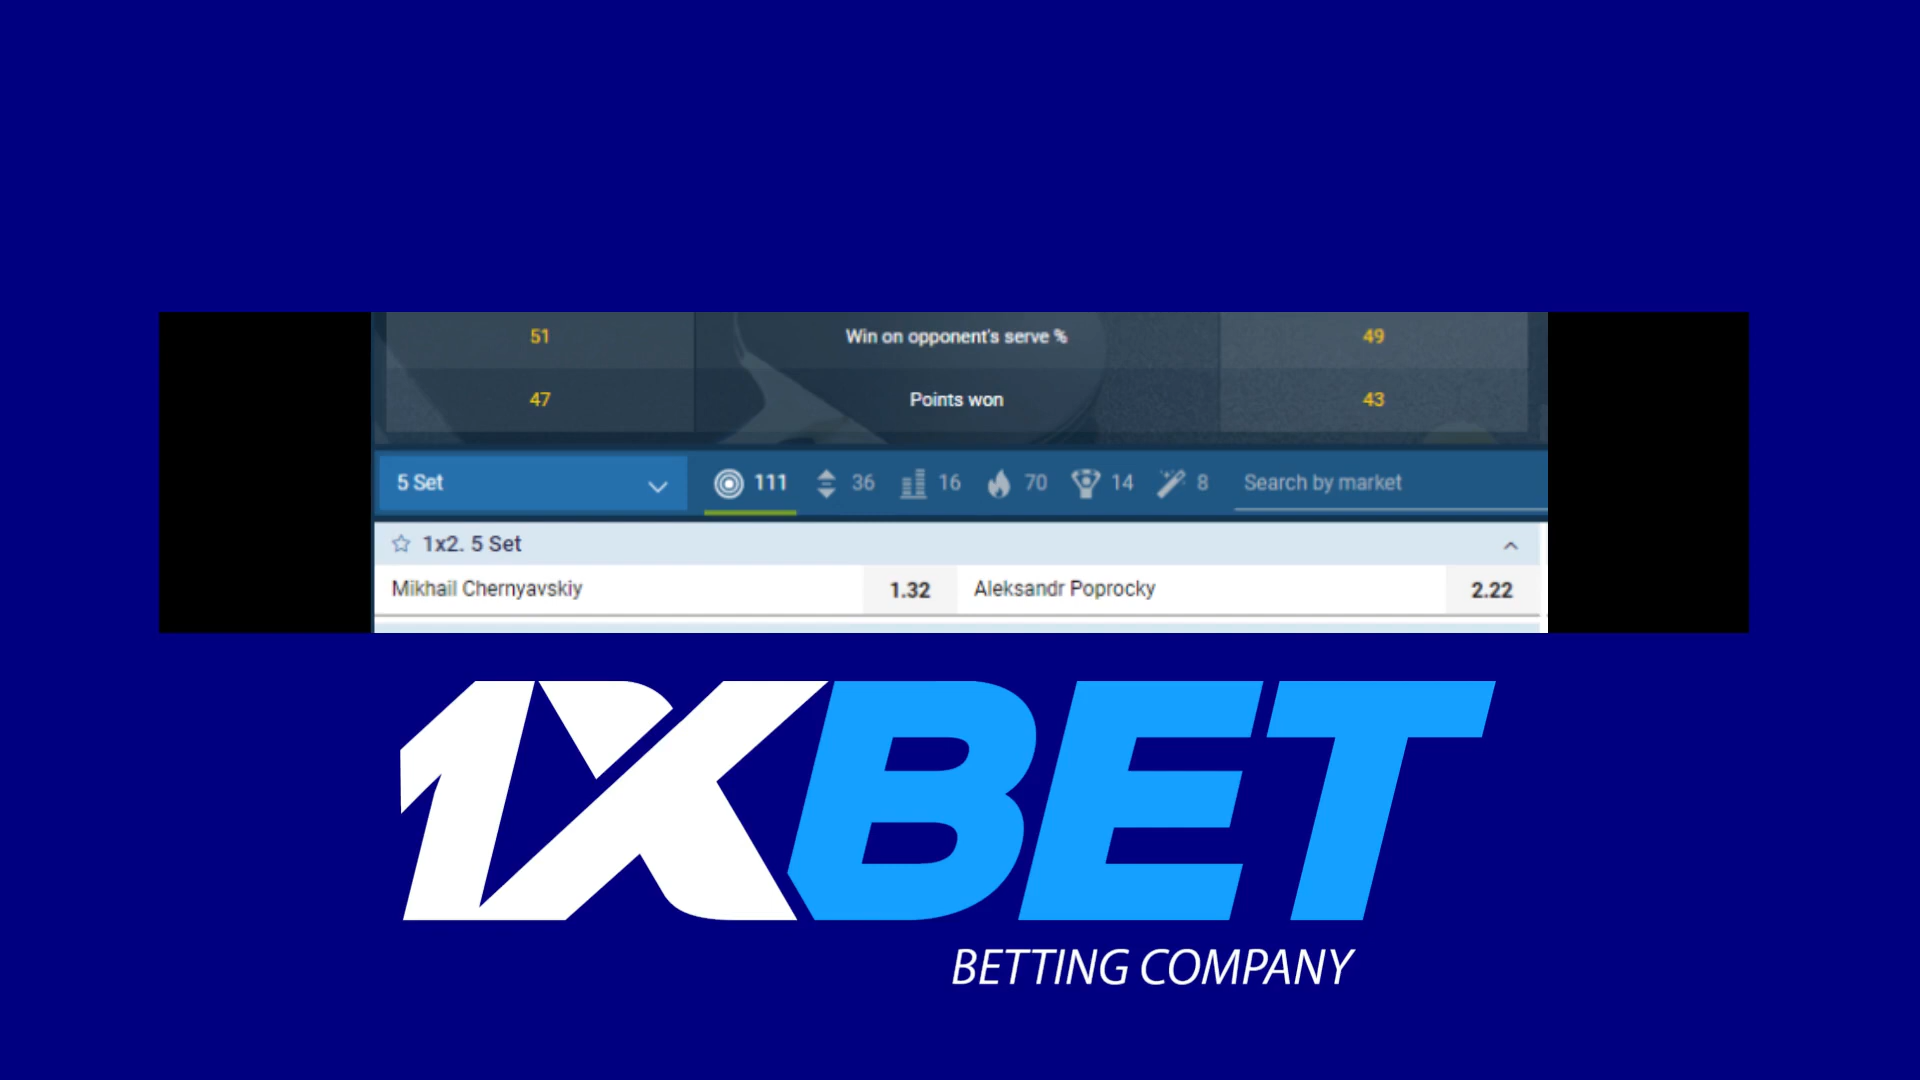 51 Win on opponent's serve % 49
47 Points won 43
5 Set 111 36 16 70 14 8 Search by market
1x2. 5 Set
Mikhail Chernyavskiy 1.32 Aleksandr Poprocky 2.22
1XBET
BETTING COMPANY